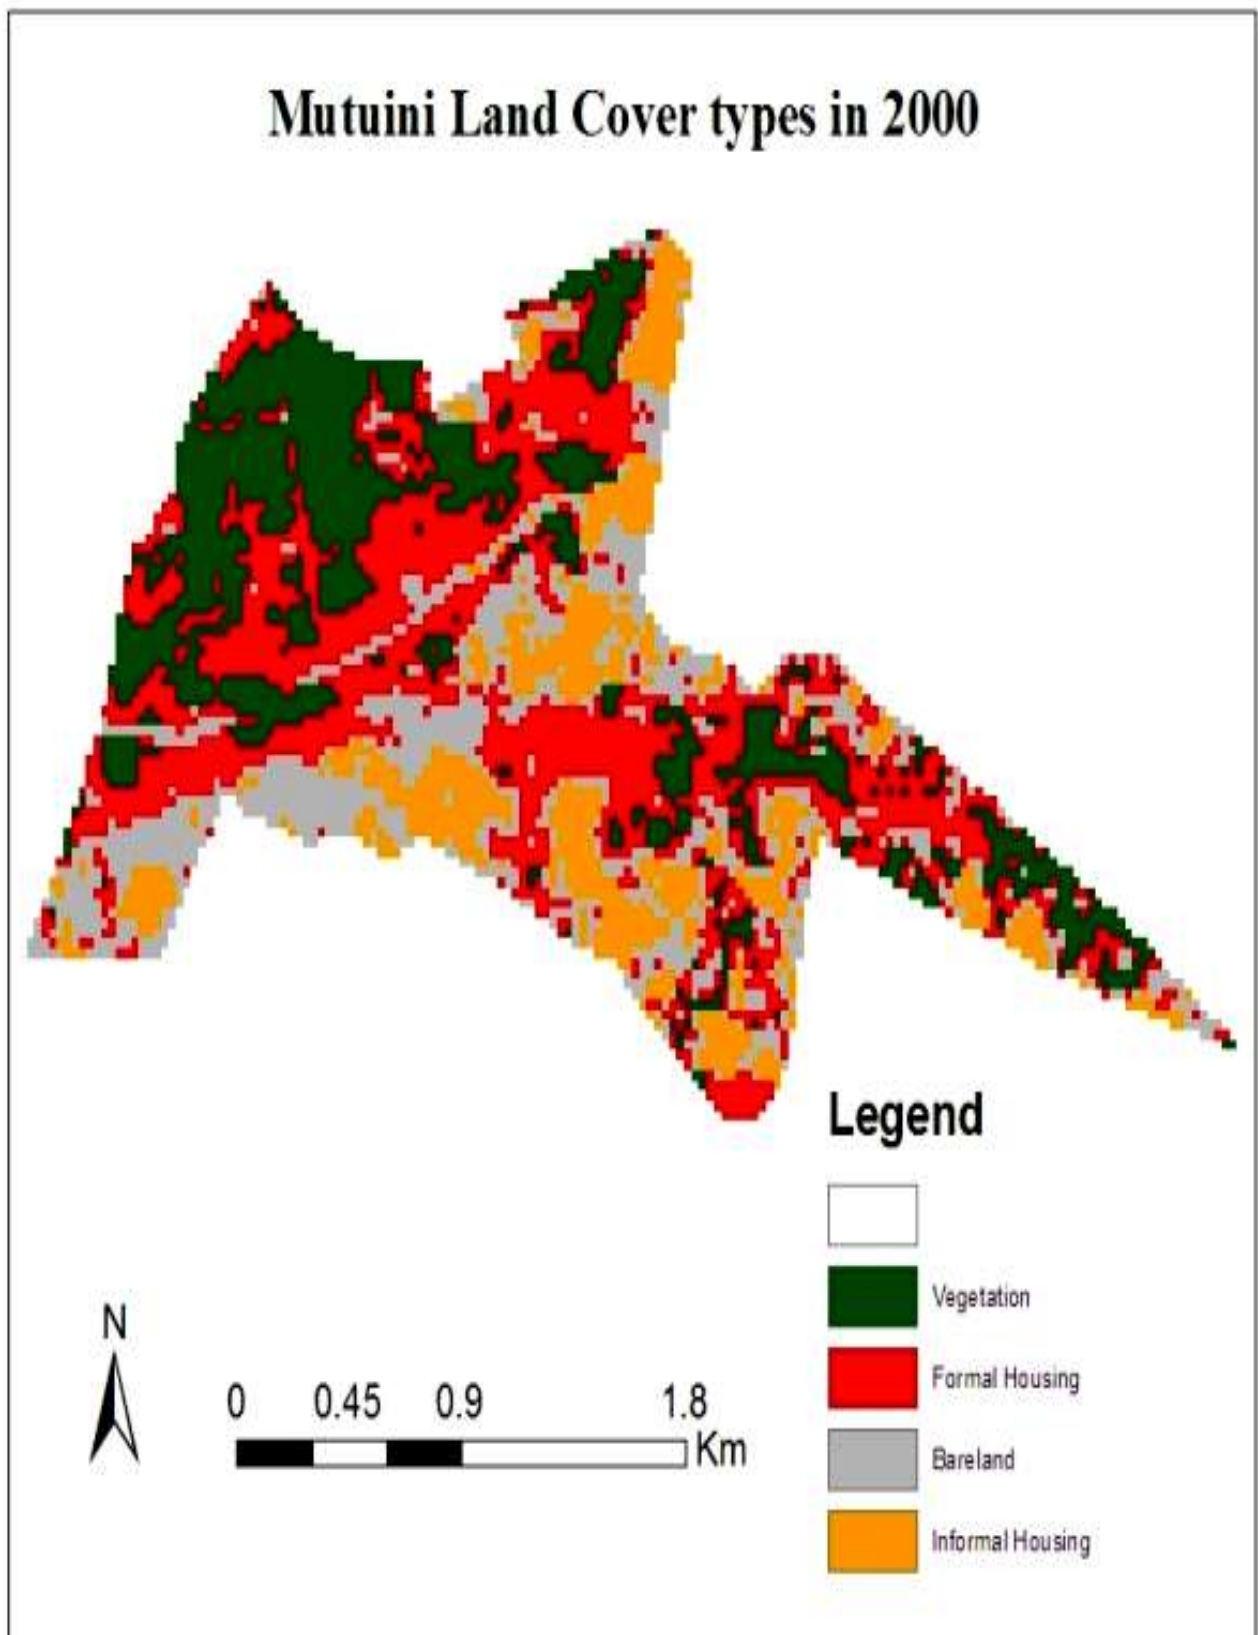 Mutuini Land Cover types in 2000
Legend
Vegetation
Formal Housing
Bareland
Informal Housing
N
0 0.45 0.9 1.8
Km